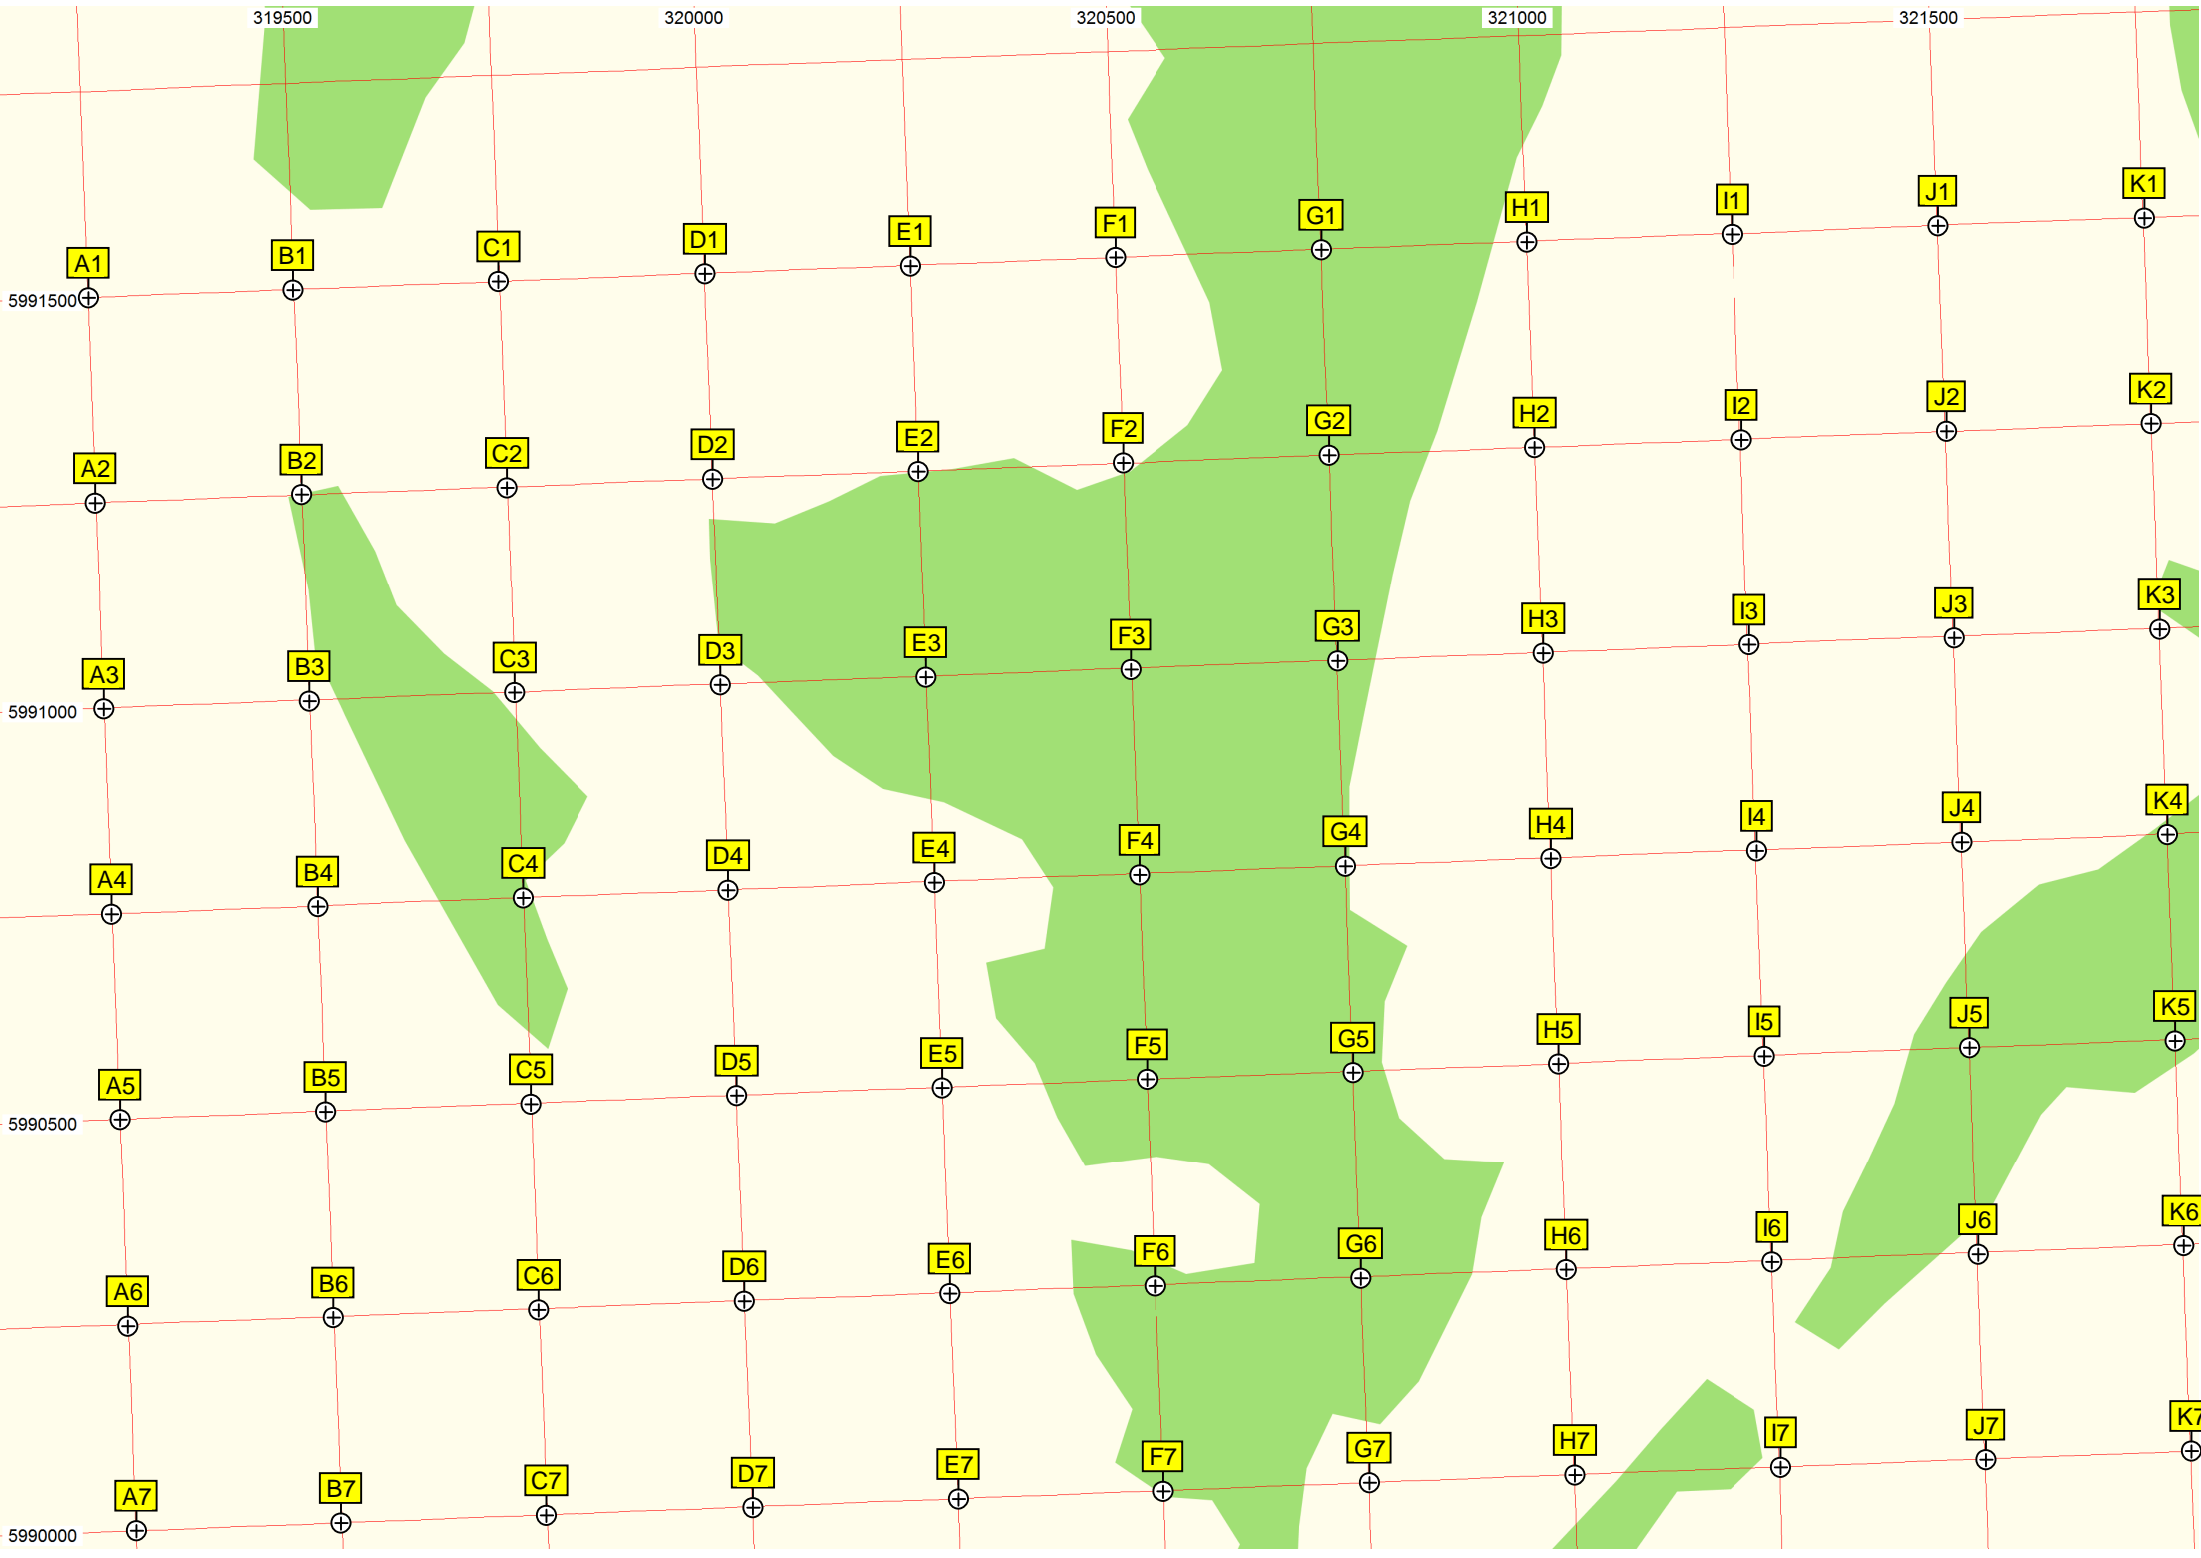 319500 320000 320500 321000 321500
A1 B1 C1 D1 E1 F1 G1 H1 I1 J1 K1
5991500
A2 B2 C2 D2 E2 F2 G2 H2 I2 J2 K2
A3 B3 C3 D3 E3 F3 G3 H3 I3 J3 K3
5991000
A4 B4 C4 D4 E4 F4 G4 H4 I4 J4 K4
A5 B5 C5 D5 E5 F5 G5 H5 I5 J5 K5
5990500
A6 B6 C6 D6 E6 F6 G6 H6 I6 J6 K6
A7 B7 C7 D7 E7 F7 G7 H7 I7 J7 K7
5990000